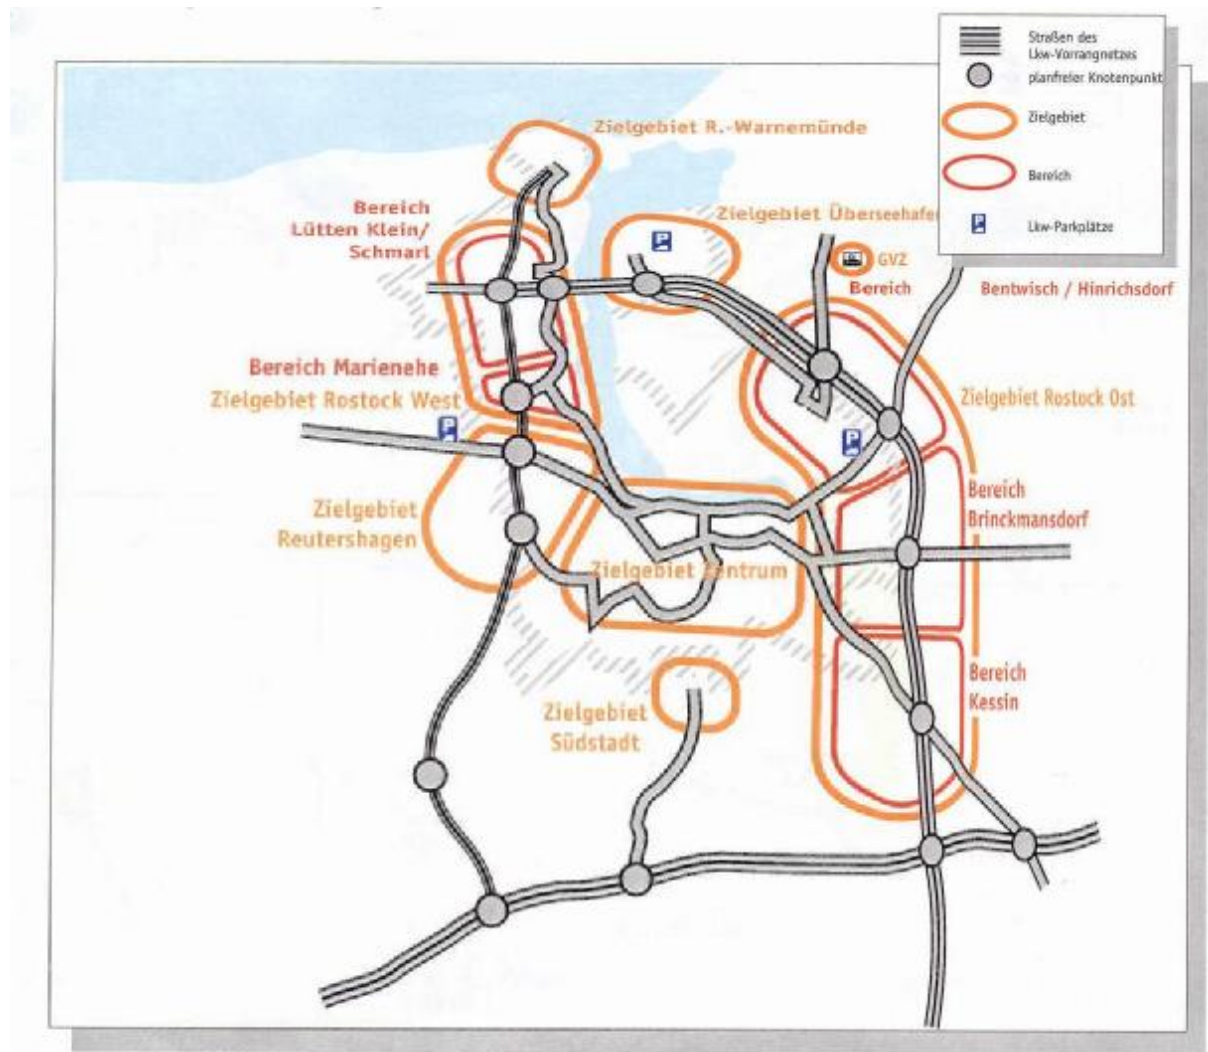 Straßen des
Lkw-Vorrangnetzes
planfreier Knotenpunkt
Zielgebiet
Bereich
Lkw-Parkplätze
Zielgebiet R.-Warnemünde
Bereich
Lütten Klein/
Schmarl
Zielgebiet Überseehafe
GVZ
Bereich Bentwisch / Hinrichsdorf
Bereich Marienehe
Zielgebiet Rostock West
Zielgebiet Rostock Ost
P
P
P
Zielgebiet
Reutershagen
Bereich
Brinckmansdorf
Zielgebiet Zentrum
Bereich
Kessin
Zielgebiet
Südstadt